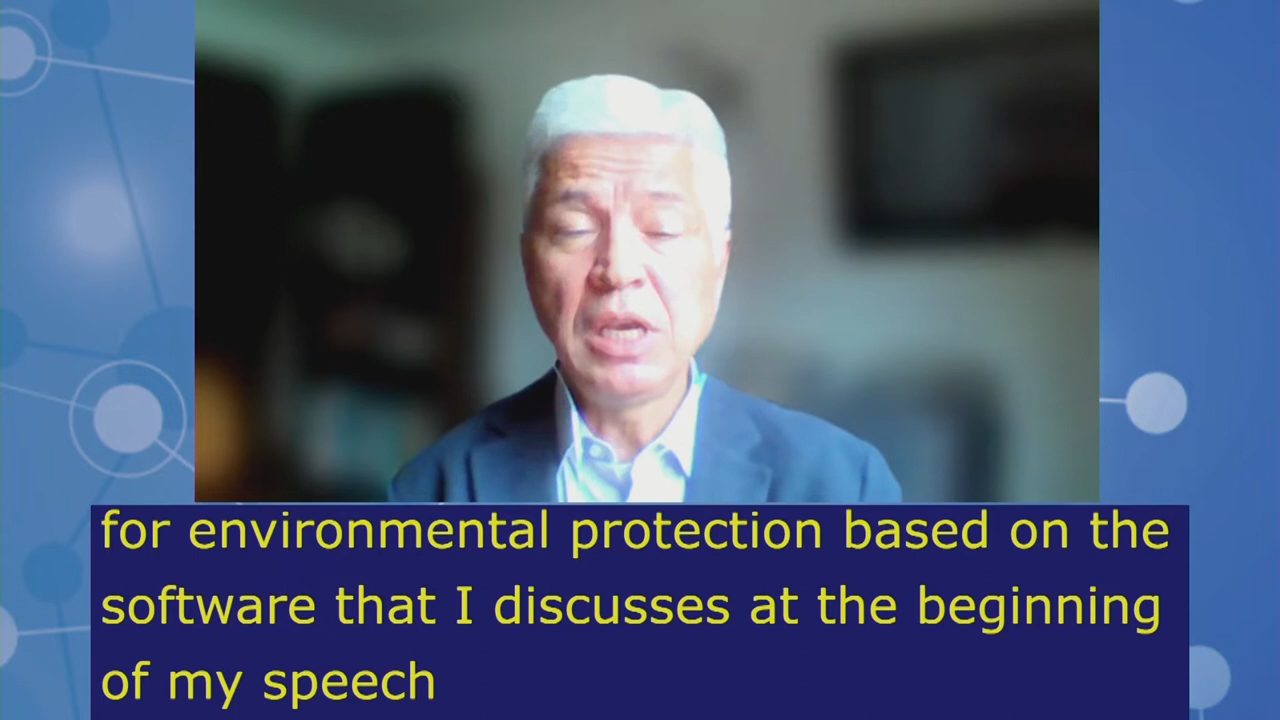 for environmental protection based on the
software that I discusses at the beginning
of my speech